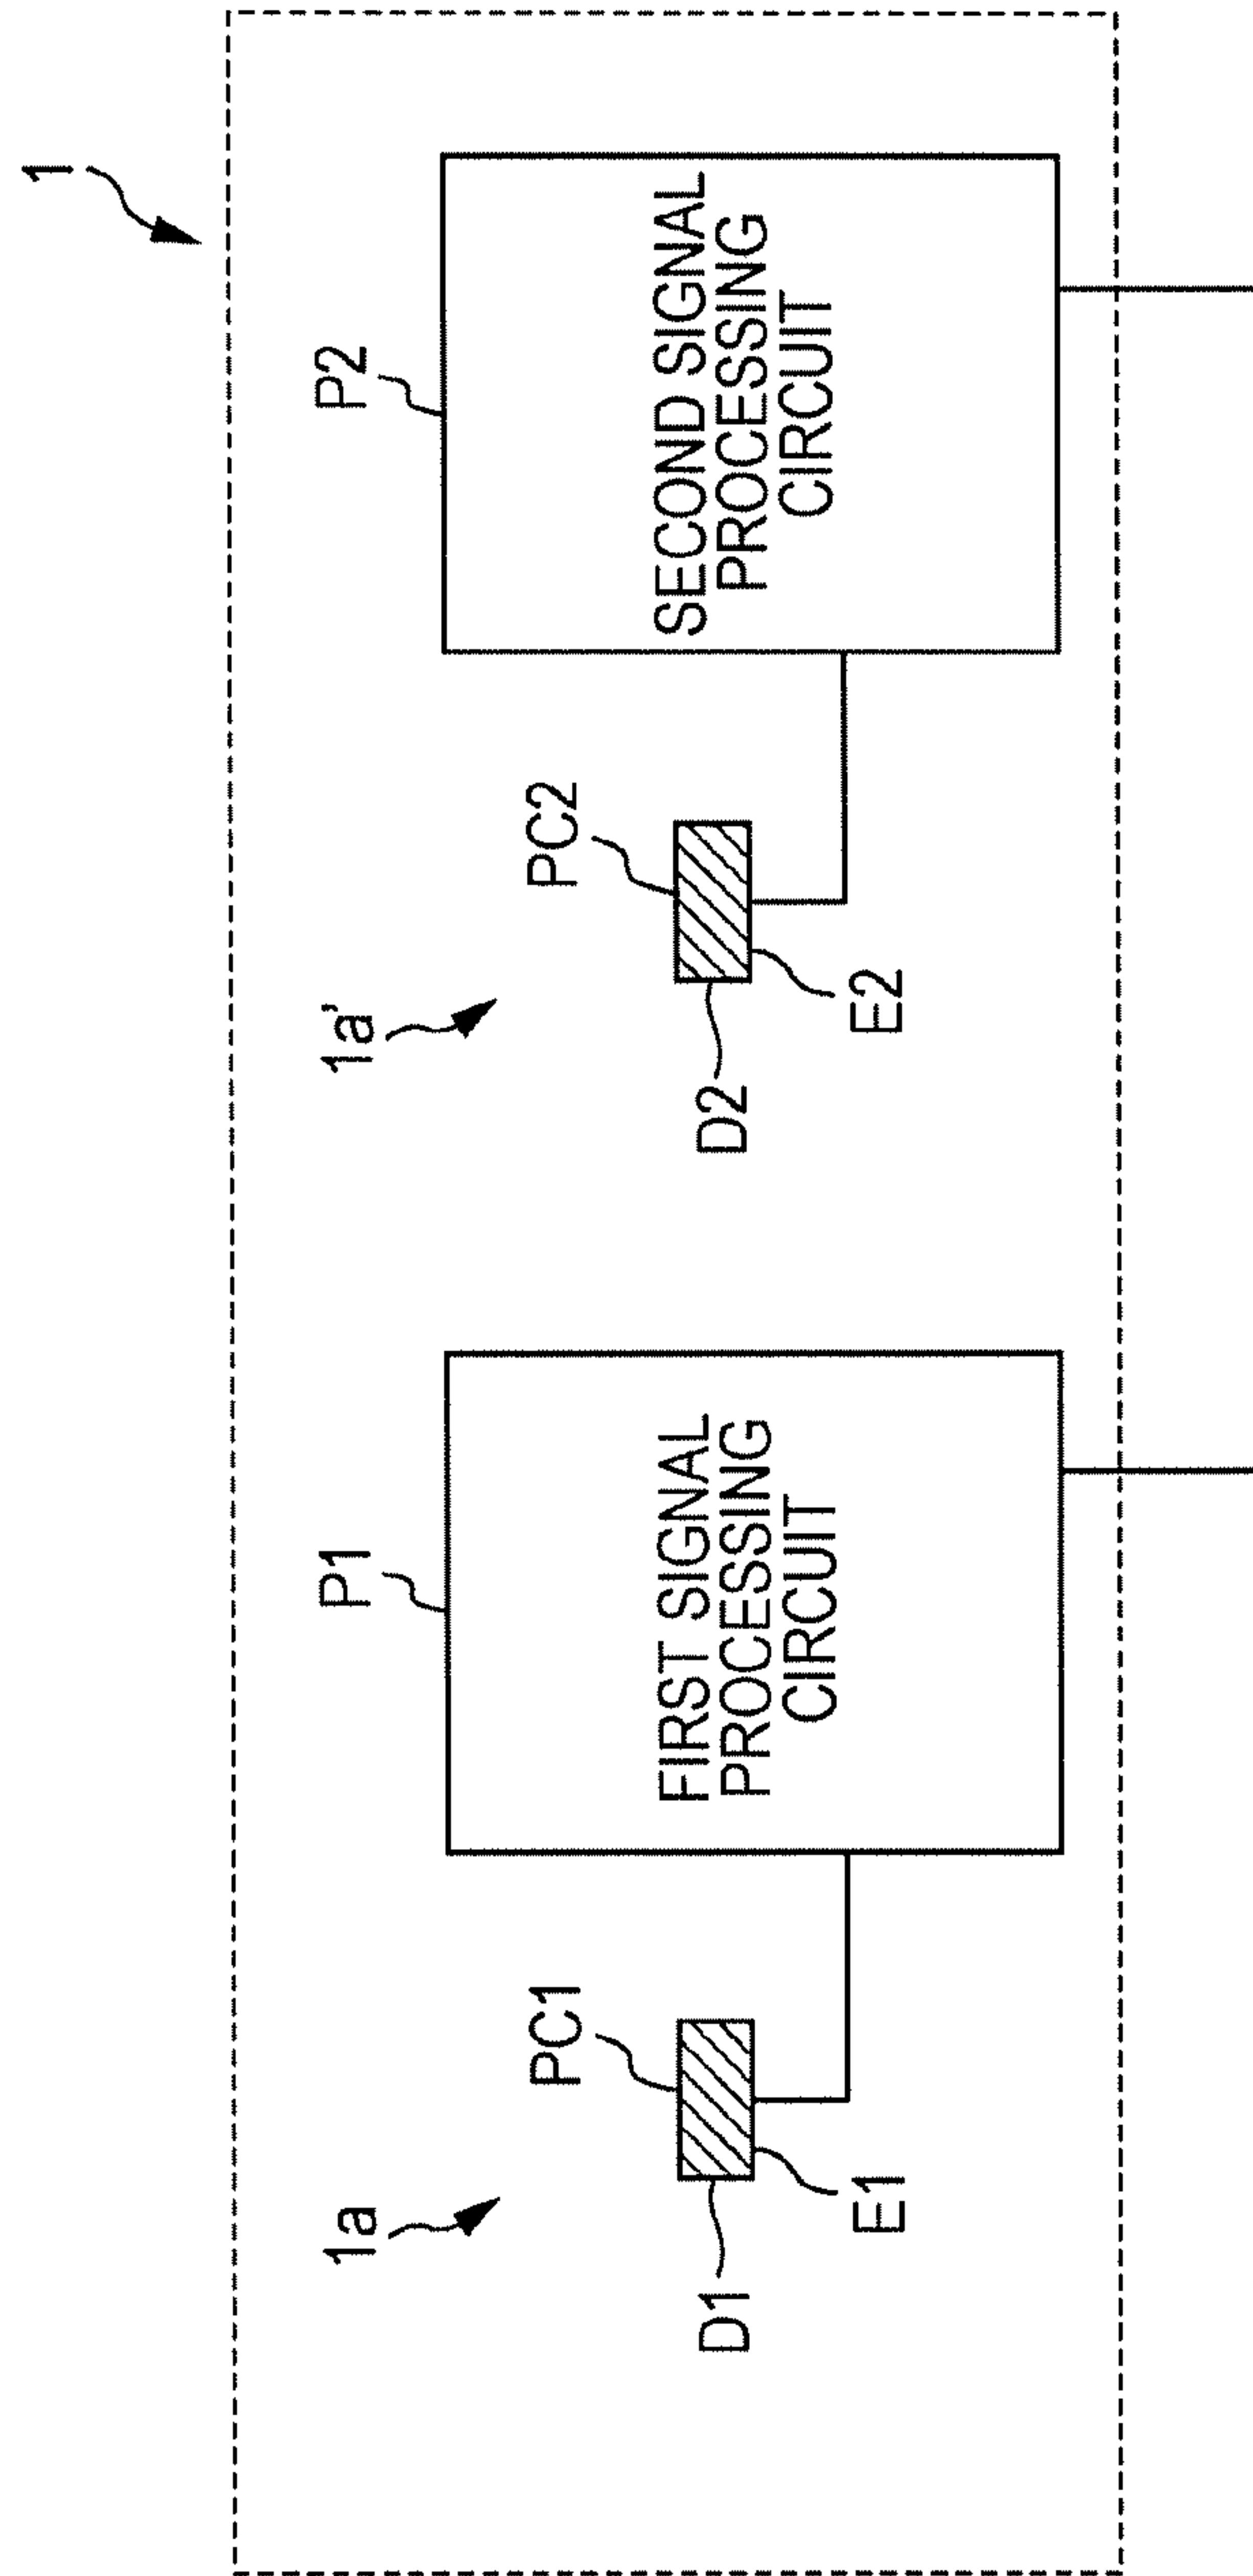 1
P1
P2
1a
PC1
1a'
PC2
FIRST SIGNAL
PROCESSING
CIRCUIT
SECOND SIGNAL
PROCESSING
CIRCUIT
D1
E1
D2
E2